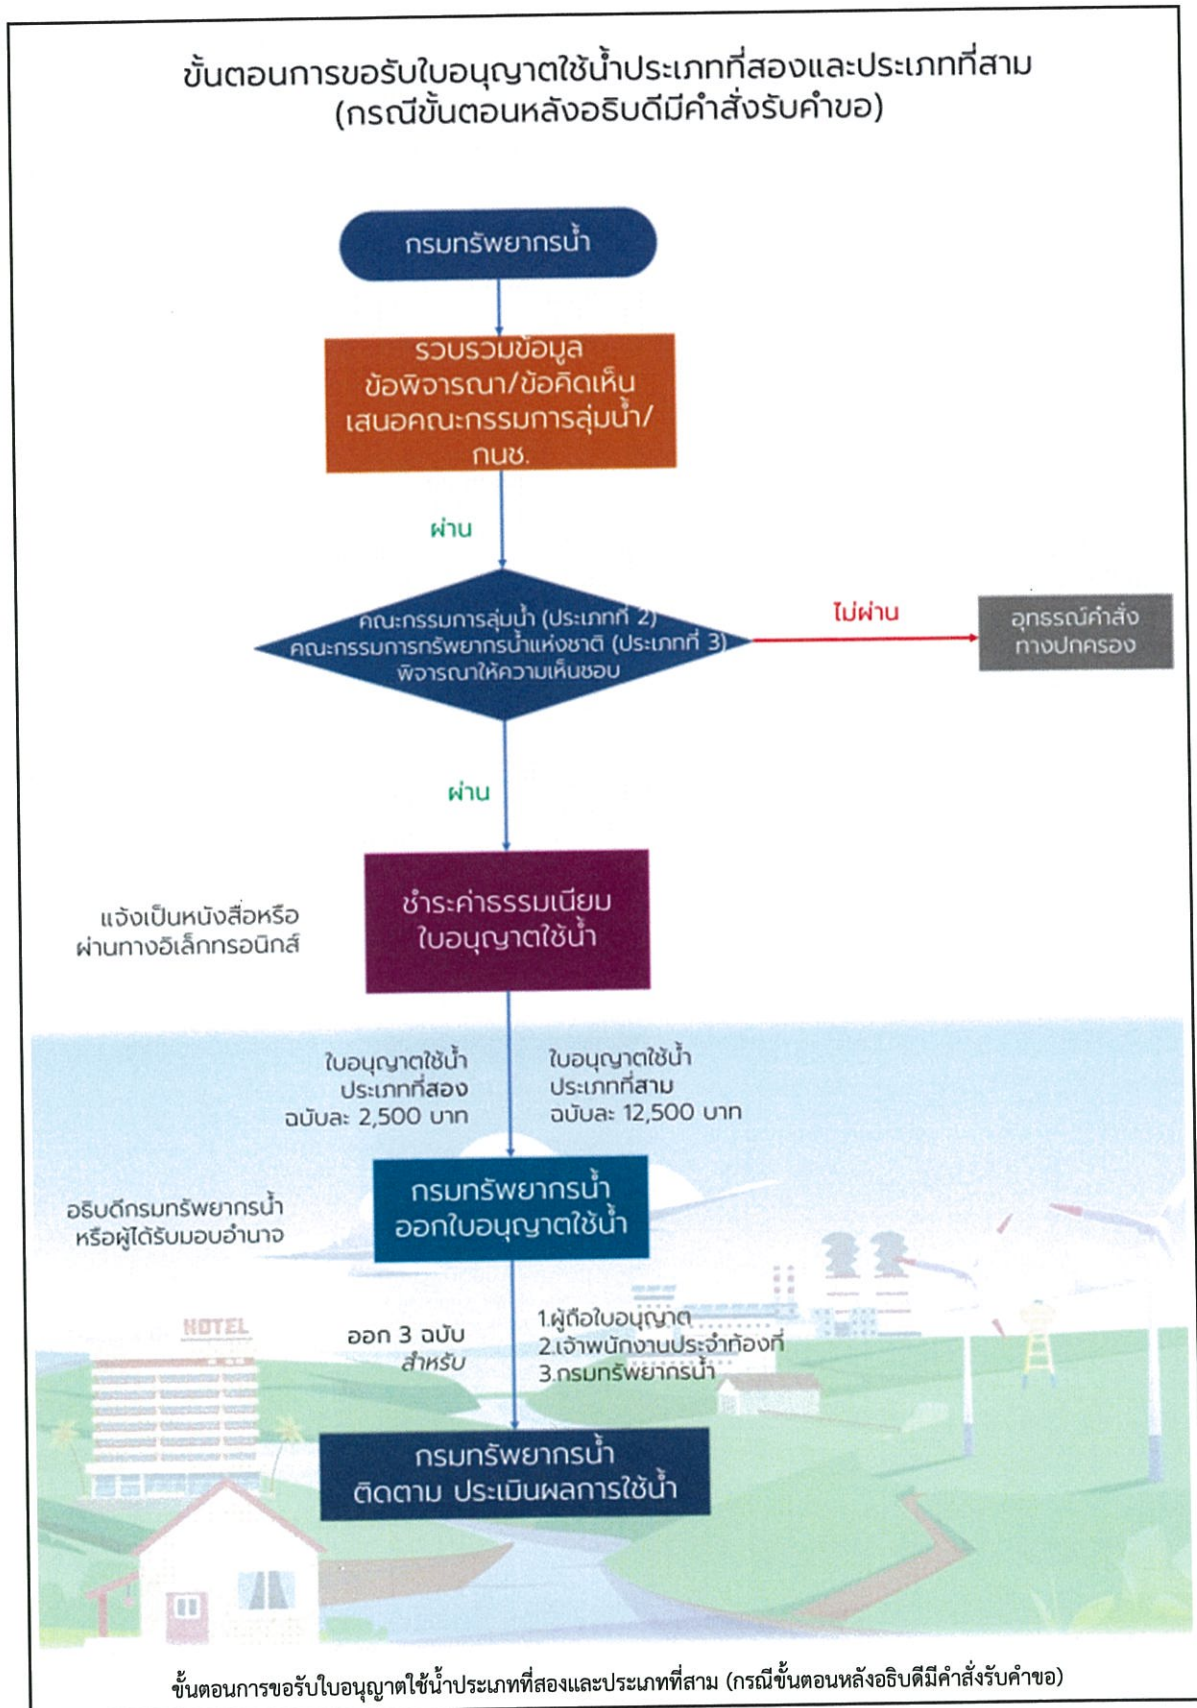 ขั้นตอนการขอรับใบอนุญาตใช้น้ำประเภทที่สองและประเภทที่สาม
(กรณีขั้นตอนหลังอธิบดีมีคำสั่งรับคำขอ)
กรมทรัพยากรน้ำ
รวบรวมข้อมูล
ข้อพิจารณา/ข้อคิดเห็น
เสนอคณะกรรมการลุ่มน้ำ/
กนช.
ผ่าน
คณะกรรมการลุ่มน้ำ (ประเภทที่ 2)
คณะกรรมการทรัพยากรน้ำแห่งชาติ (ประเภทที่ 3)
พิจารณาให้ความเห็นชอบ
ไม่ผ่าน
อุทธรณ์คำสั่ง
ทางปกครอง
ผ่าน
แจ้งเป็นหนังสือหรือ
ผ่านทางอิเล็กทรอนิกส์
ชำระค่าธรรมเนียม
ใบอนุญาตใช้น้ำ
ใบอนุญาตใช้น้ำ
ประเภทที่สอง
ฉบับละ 2,500 บาท
ใบอนุญาตใช้น้ำ
ประเภทที่สาม
ฉบับละ 12,500 บาท
อธิบดีกรมทรัพยากรน้ำ
หรือผู้ได้รับมอบอำนาจ
กรมทรัพยากรน้ำ
ออกใบอนุญาตใช้น้ำ
ออก 3 ฉบับ
สำหรับ
1.ผู้ถือใบอนุญาต
2.เจ้าพนักงานประจำท้องที่
3.กรมทรัพยากรน้ำ
HOTEL
กรมทรัพยากรน้ำ
ติดตาม ประเมินผลการใช้น้ำ
ขั้นตอนการขอรับใบอนุญาตใช้น้ำประเภทที่สองและประเภทที่สาม (กรณีขั้นตอนหลังอธิบดีมีคำสั่งรับคำขอ)